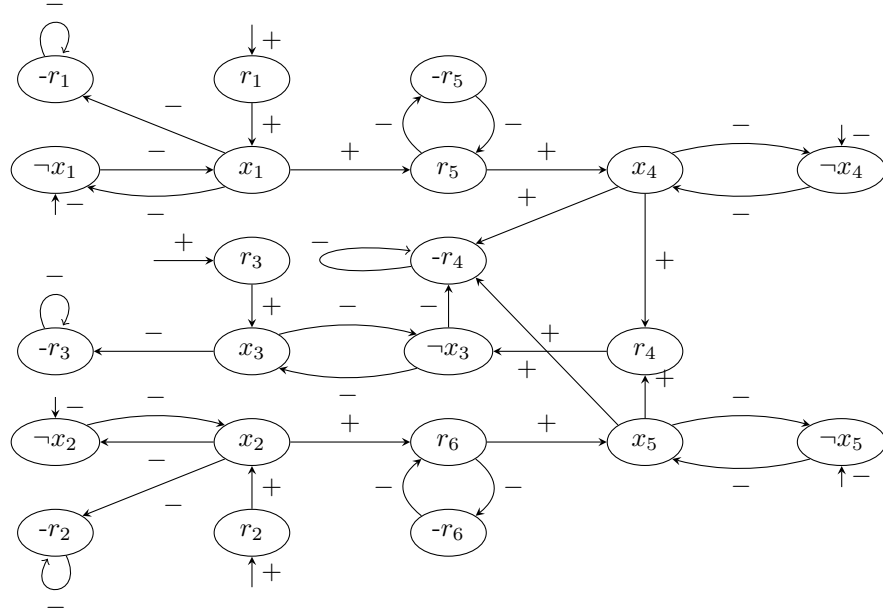 −
+
-r₁ r₁ -r₅
− + − −
¬x₁ − x₁ + r₅ + x₄ − ¬x₄ −
− − + −
+ r₃ − -r₄
− + − − + +
-r₃ − x₃ − ¬x₃ + r₄
− − − + +
¬x₂ x₂ + r₆ + x₅ − ¬x₅
− − + − − − −
-r₂ r₂ -r₆
− +